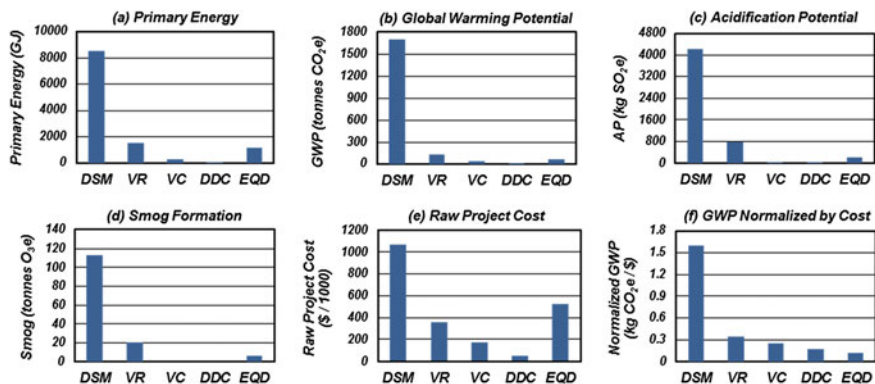 (a) Primary Energy
Primary Energy (GJ)
10000
8000
6000
4000
2000
0
DSM VR VC DDC EQD
(b) Global Warming Potential
GWP (tonnes CO₂e)
1800
1500
1200
900
600
300
0
DSM VR VC DDC EQD
(c) Acidification Potential
AP (kg SO₂e)
4800
4000
3200
2400
1600
800
0
DSM VR VC DDC EQD
(d) Smog Formation
Smog (tonnes O₃e)
140
120
100
80
60
40
20
0
DSM VR VC DDC EQD
(e) Raw Project Cost
Raw Project Cost
($ / 1000)
1200
1000
800
600
400
200
0
DSM VR VC DDC EQD
(f) GWP Normalized by Cost
Normalized GWP
(kg CO₂e / $)
1.8
1.5
1.2
0.9
0.6
0.3
0
DSM VR VC DDC EQD